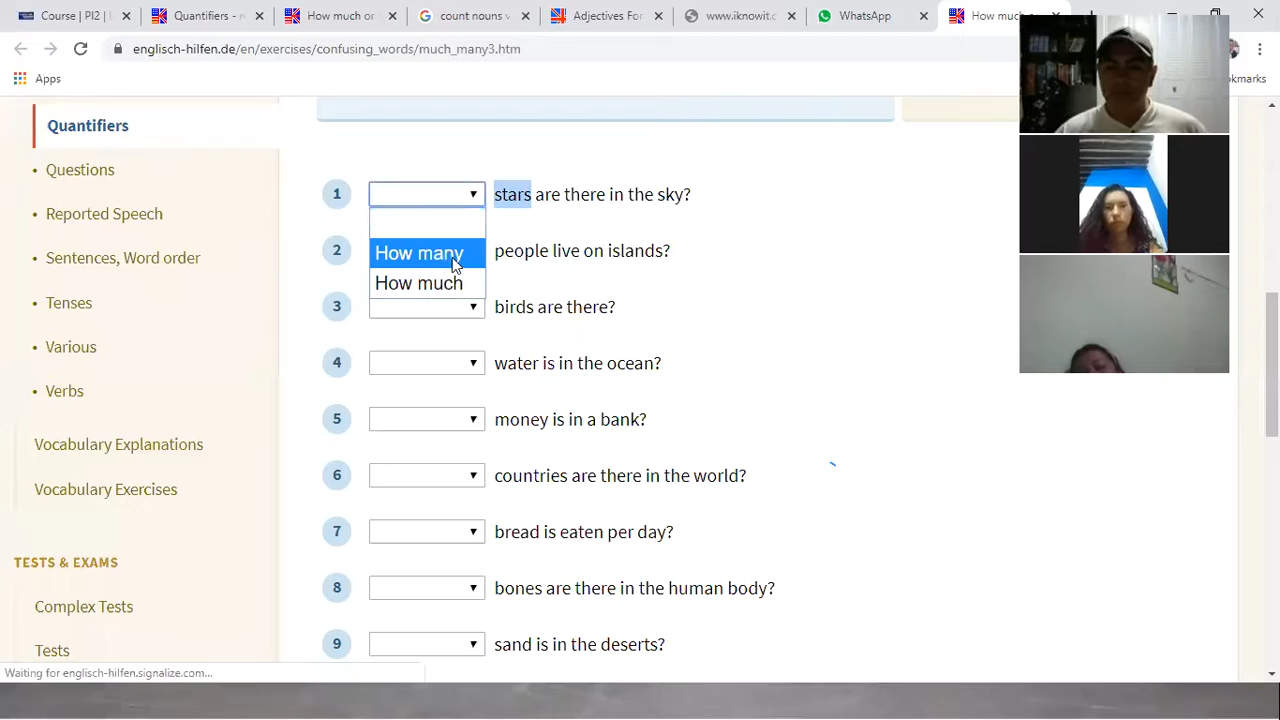 Course | PI2 |
Quantifiers - r
How much or
count nouns v
Adjectives For
www.iknowit.c
WhatsApp
How much
englisch-hilfen.de/en/exercises/confusing_words/much_many3.htm
Apps
Quantifiers
• Questions
• Reported Speech
• Sentences, Word order
• Tenses
• Various
• Verbs
Vocabulary Explanations
Vocabulary Exercises
TESTS & EXAMS
Complex Tests
Tests
1 stars are there in the sky?
How many
How much
2 people live on islands?
3 birds are there?
4 water is in the ocean?
5 money is in a bank?
6 countries are there in the world?
7 bread is eaten per day?
8 bones are there in the human body?
9 sand is in the deserts?
Waiting for englisch-hilfen.signalize.com...